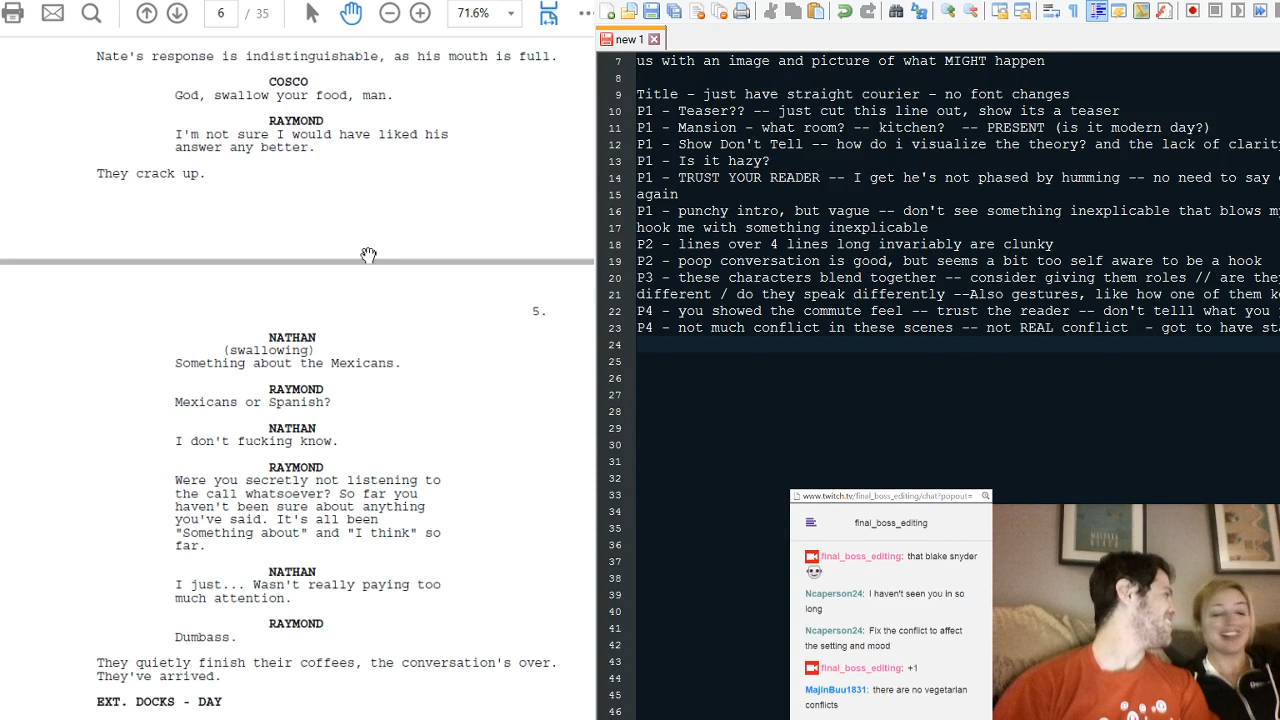 6 / 35
71.6%
Nate's response is indistinguishable, as his mouth is full.
COSCO
God, swallow your food, man.
RAYMOND
I'm not sure I would have liked his
answer any better.
They crack up.
5.
NATHAN
(swallowing)
Something about the Mexicans.
RAYMOND
Mexicans or Spanish?
NATHAN
I don't fucking know.
RAYMOND
Were you secretly not listening to
the call whatsoever? So far you
haven't been sure about anything
you've said. It's all been
"Something about" and "I think" so
far.
NATHAN
I just... Wasn't really paying too
much attention.
RAYMOND
Dumbass.
They quietly finish their coffees, the conversation's over.
They've arrived.
EXT. DOCKS - DAY
new 1
7 us with an image and picture of what MIGHT happen
8
9 Title - just have straight courier - no font changes
10 P1 - Teaser?? -- just cut this line out, show its a teaser
11 P1 - Mansion - what room? -- kitchen?  -- PRESENT (is it modern day?)
12 P1 - Show Don't Tell -- how do i visualize the theory? and the lack of clarit
13 P1 - Is it hazy?
14 P1 - TRUST YOUR READER -- I get he's not phased by humming -- no need to say
15 again
16 P1 - punchy intro, but vague -- don't see something inexplicable that blows m
17 hook me with something inexplicable
18 P2 - lines over 4 lines long invariably are clunky
19 P2 - poop conversation is good, but seems a bit too self aware to be a hook
20 P3 - these characters blend together -- consider giving them roles // are the
21 different / do they speak differently --Also gestures, like how one of them k
22 P4 - you showed the commute feel -- trust the reader -- don't telll what you
23 P4 - not much conflict in these scenes -- not REAL conflict  - got to have st
24
25
26
27
28
29
30
31
32
33
34
35
36
37
38
39
40
41
42
43
44
45
46
www.twitch.tv/final_boss_editing/chat?popout=
final_boss_editing
final_boss_editing: that blake snyder
Ncaperson24: I haven't seen you in so
long
Ncaperson24: Fix the conflict to affect
the setting and mood
final_boss_editing: +1
MajinBuu1831: there are no vegetarian
conflicts